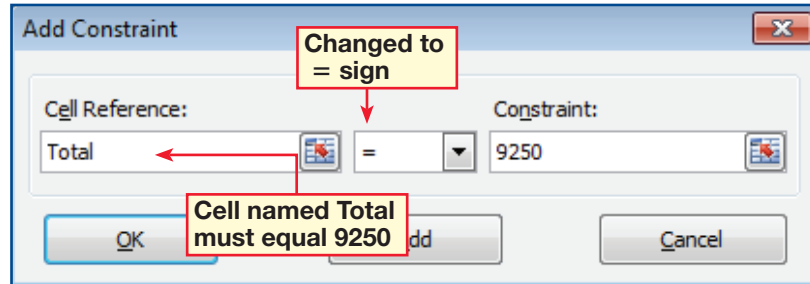 Add Constraint
Changed to
= sign
Cell Reference:
Constraint:
Total
=
9250
Cell named Total
must equal 9250
OK
dd
Cancel